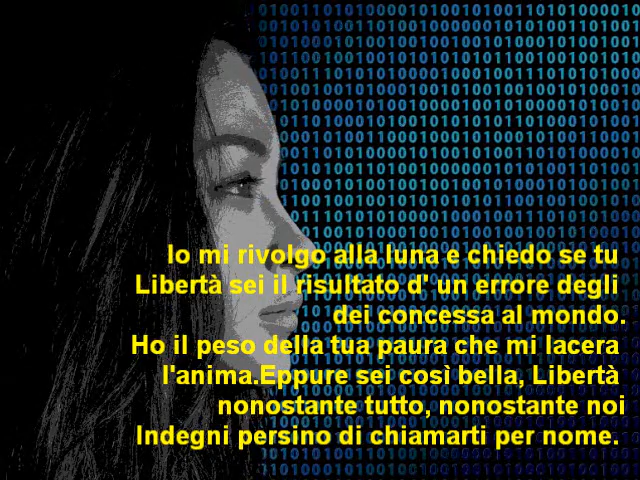 Io mi rivolgo alla luna e chiedo se tu
Libertà sei il risultato d' un errore degli
dei concessa al mondo.
Ho il peso della tua paura che mi lacera
l'anima.Eppure sei così bella, Libertà
nonostante tutto, nonostante noi
Indegni persino di chiamarti per nome.